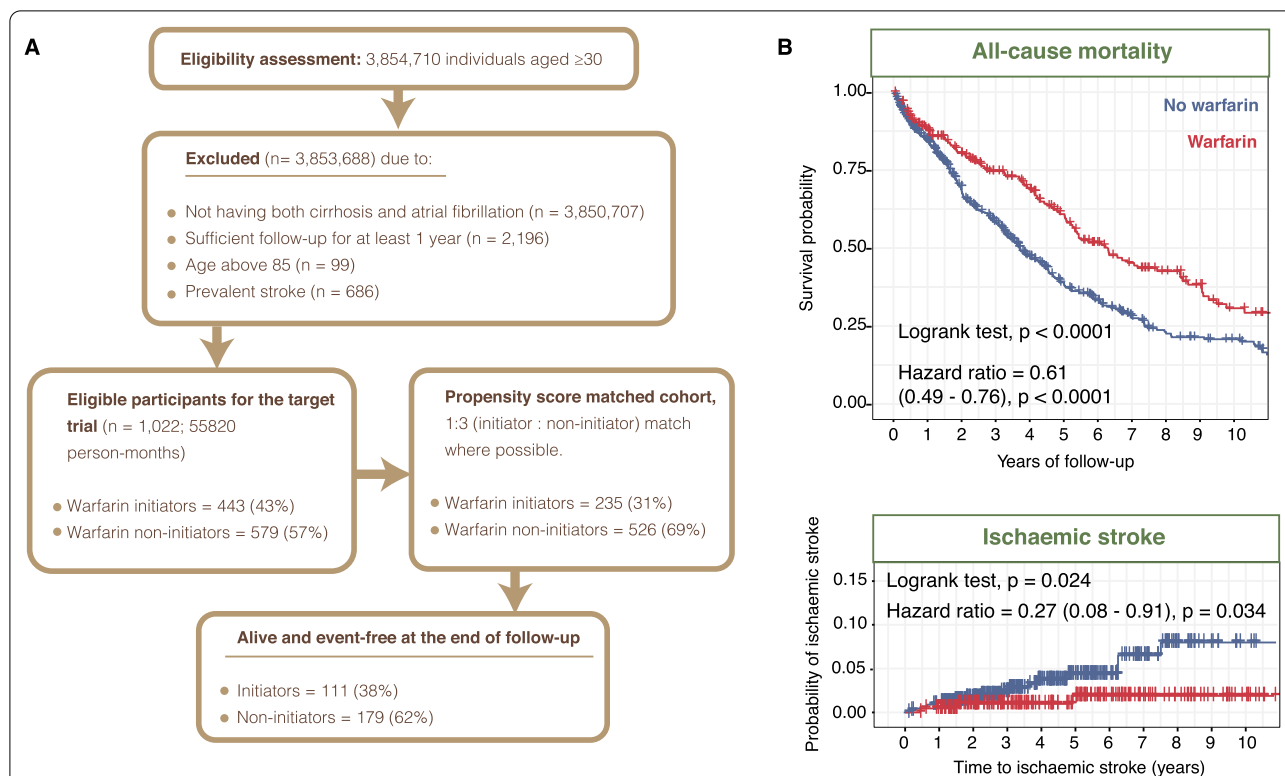 A
Eligibility assessment: 3,854,710 individuals aged ≥30
Excluded (n= 3,853,688) due to:
Not having both cirrhosis and atrial fibrillation (n = 3,850,707)
Sufficient follow-up for at least 1 year (n = 2,196)
Age above 85 (n = 99)
Prevalent stroke (n = 686)
Eligible participants for the target
trial (n = 1,022; 55820
person-months)
Warfarin initiators = 443 (43%)
Warfarin non-initiators = 579 (57%)
Propensity score matched cohort,
1:3 (initiator : non-initiator) match
where possible.
Warfarin initiators = 235 (31%)
Warfarin non-initiators = 526 (69%)
Alive and event-free at the end of follow-up
Initiators = 111 (38%)
Non-initiators = 179 (62%)
B
All-cause mortality
No warfarin
Warfarin
Survival probability
1.00
0.75
0.50
0.25
0.00
Logrank test, p < 0.0001
Hazard ratio = 0.61
(0.49 - 0.76), p < 0.0001
0 1 2 3 4 5 6 7 8 9 10
Years of follow-up
Ischaemic stroke
Probability of ischaemic stroke
0.15
0.10
0.05
0.00
Logrank test, p = 0.024
Hazard ratio = 0.27 (0.08 - 0.91), p = 0.034
0 1 2 3 4 5 6 7 8 9 10
Time to ischaemic stroke (years)